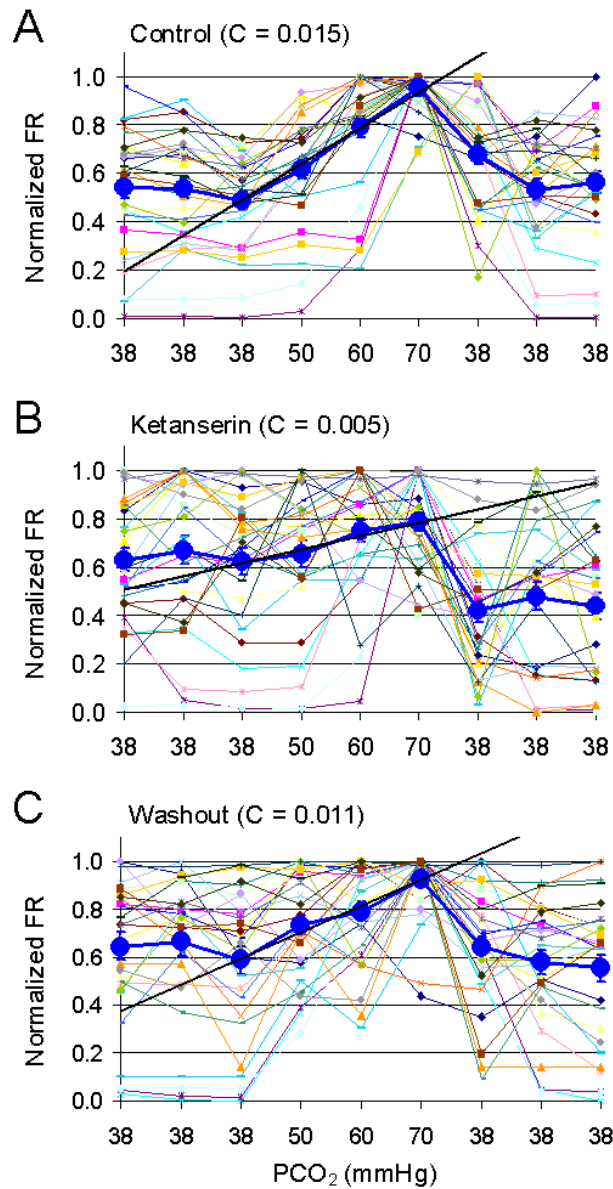 A
Control (C = 0.015)
Normalized FR
1.0
0.8
0.6
0.4
0.2
0.0
38 38 38 50 60 70 38 38 38
B
Ketanserin (C = 0.005)
Normalized FR
1.0
0.8
0.6
0.4
0.2
0.0
38 38 38 50 60 70 38 38 38
C
Washout (C = 0.011)
Normalized FR
1.0
0.8
0.6
0.4
0.2
0.0
38 38 38 50 60 70 38 38 38
PCO₂ (mmHg)